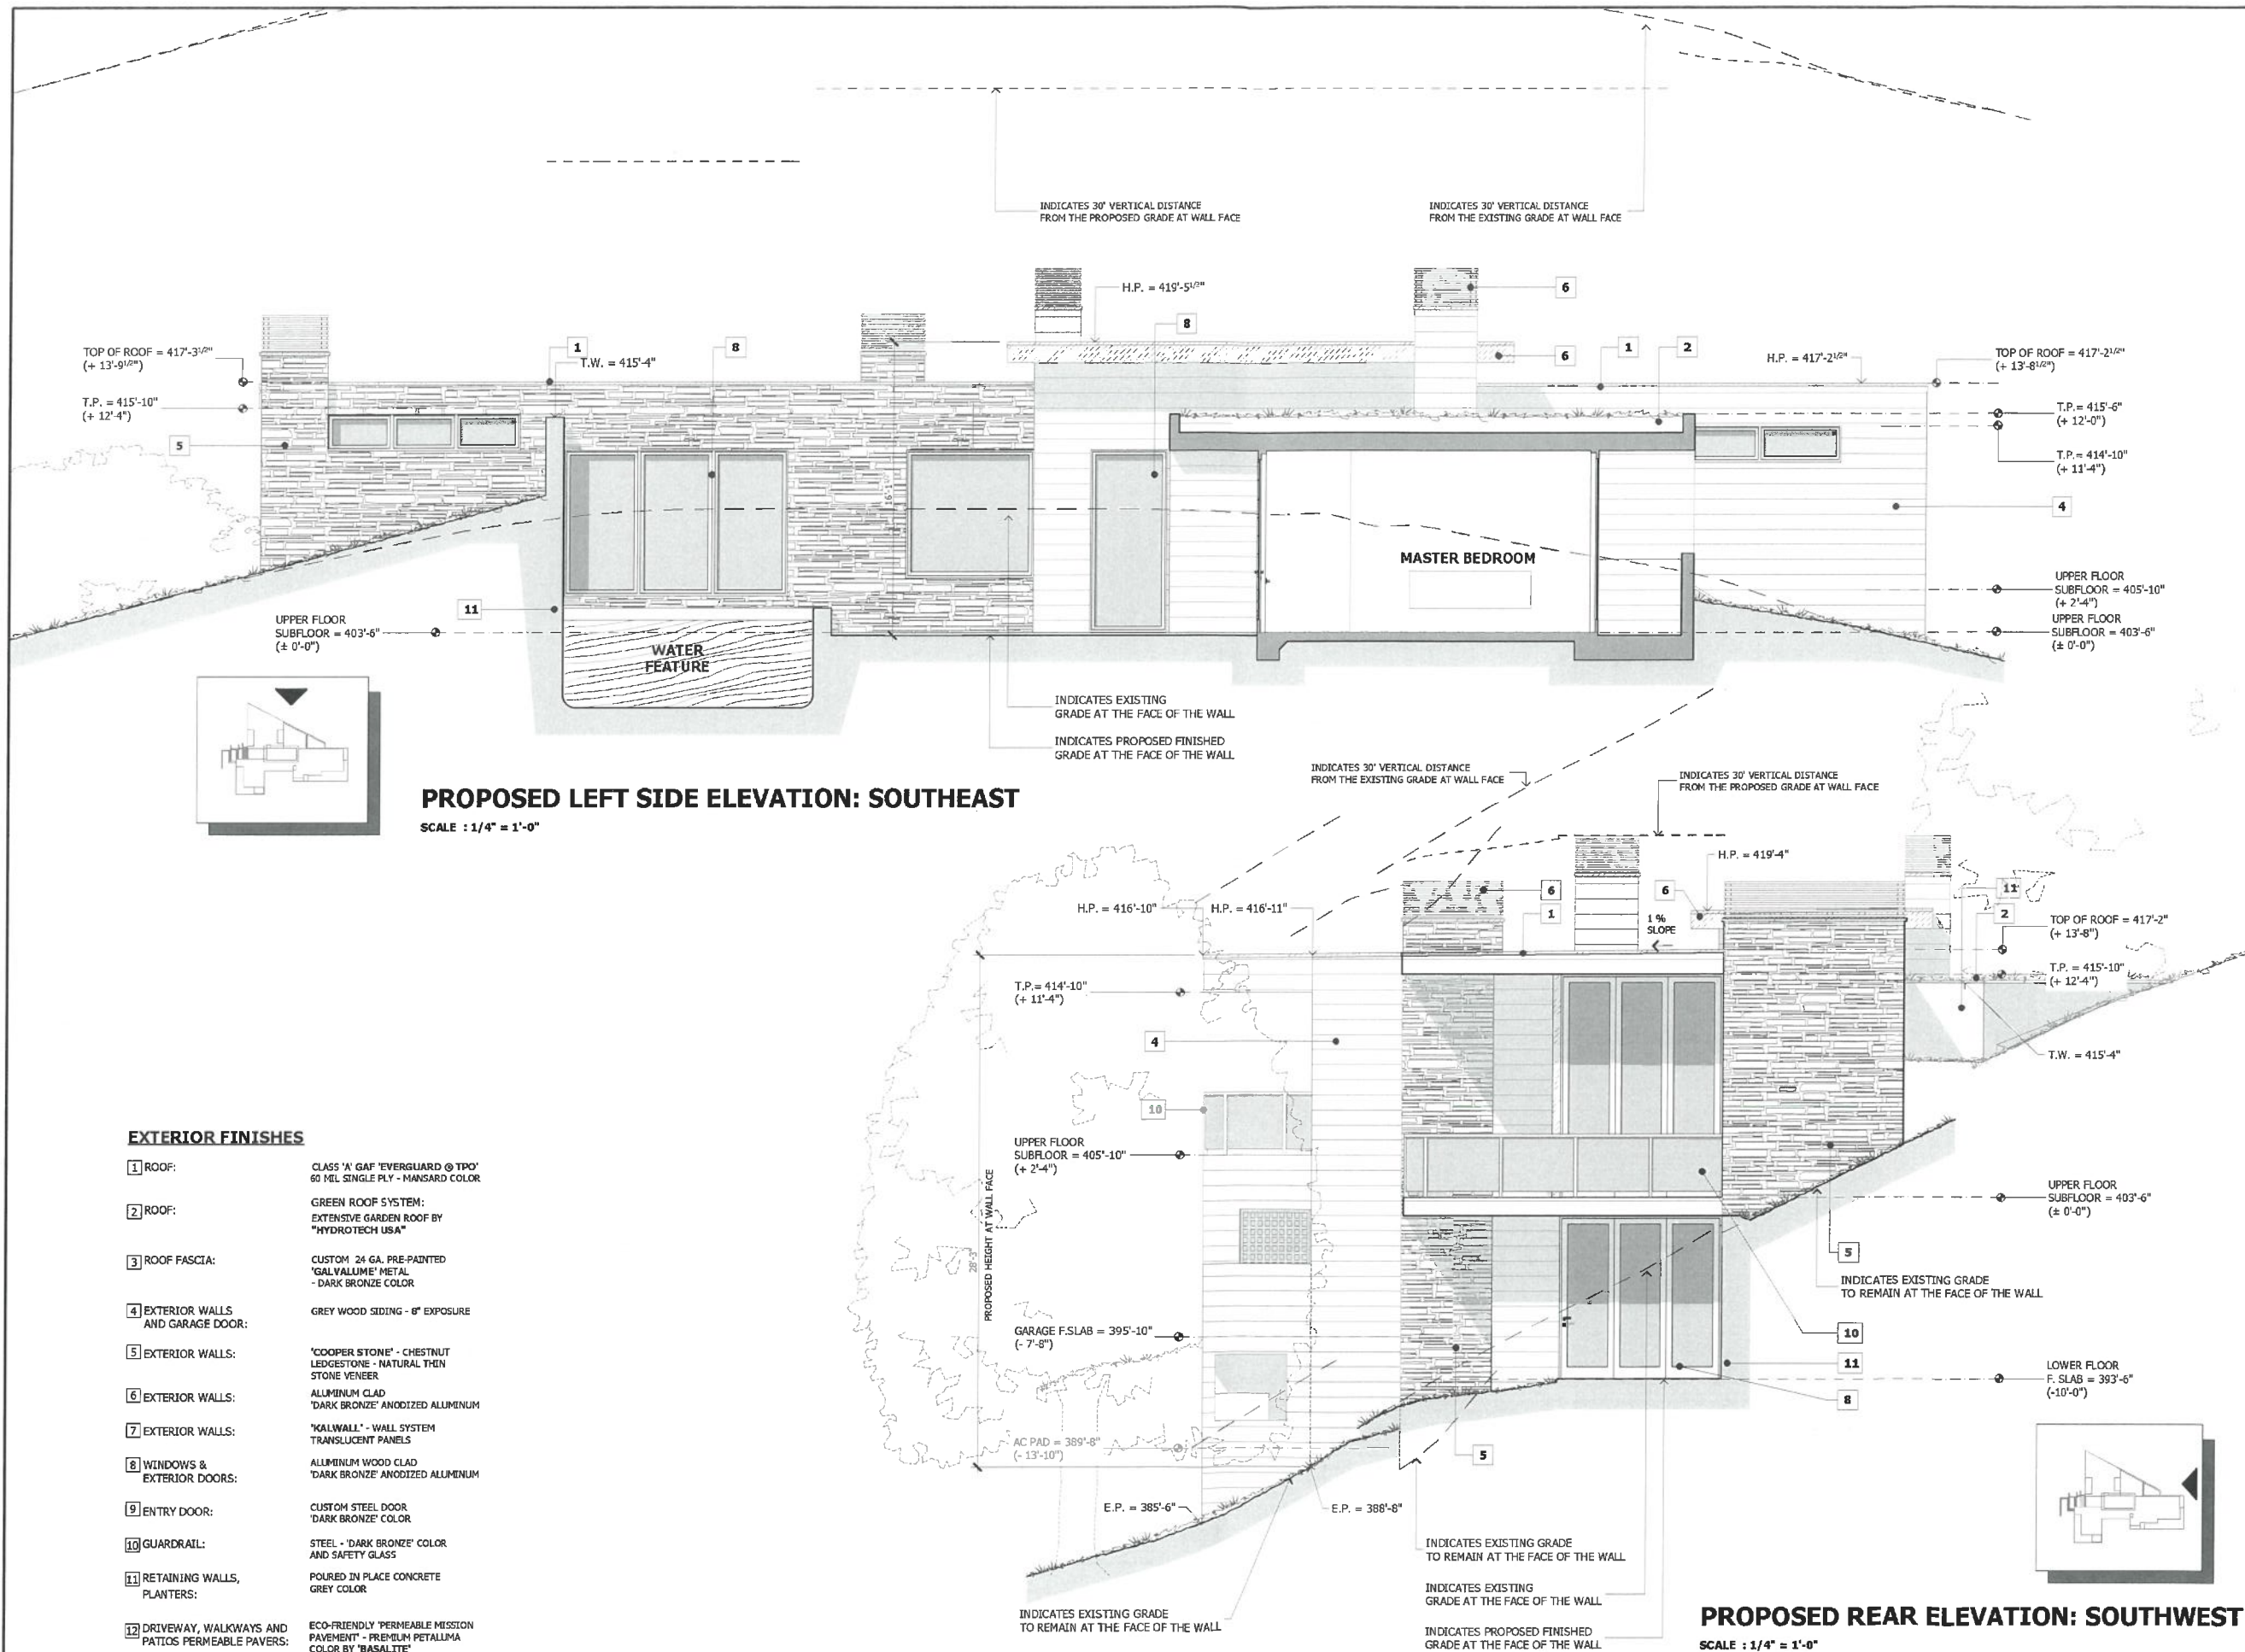 INDICATES 30' VERTICAL DISTANCE
FROM THE PROPOSED GRADE AT WALL FACE
INDICATES 30' VERTICAL DISTANCE
FROM THE EXISTING GRADE AT WALL FACE
H.P. = 419'-5 1/2"
6
8
TOP OF ROOF = 417'-3 1/2"
(+ 13'-9 1/2")
1
T.W. = 415'-4"
8
6
1
2
H.P. = 417'-2 1/2"
TOP OF ROOF = 417'-2 1/2"
(+ 13'-8 1/2")
T.P. = 415'-10"
(+ 12'-4")
T.P. = 415'-6"
(+ 12'-0")
5
T.P. = 414'-10"
(+ 11'-4")
4
MASTER BEDROOM
UPPER FLOOR
SUBFLOOR = 405'-10"
(+ 2'-4")
11
UPPER FLOOR
SUBFLOOR = 403'-6"
(± 0'-0")
UPPER FLOOR
SUBFLOOR = 403'-6"
(± 0'-0")
WATER
FEATURE
INDICATES EXISTING
GRADE AT THE FACE OF THE WALL
INDICATES PROPOSED FINISHED
GRADE AT THE FACE OF THE WALL
PROPOSED LEFT SIDE ELEVATION: SOUTHEAST
SCALE : 1/4" = 1'-0"
INDICATES 30' VERTICAL DISTANCE
FROM THE EXISTING GRADE AT WALL FACE
INDICATES 30' VERTICAL DISTANCE
FROM THE PROPOSED GRADE AT WALL FACE
H.P. = 419'-4"
H.P. = 416'-10"
H.P. = 416'-11"
6
1
6
1 %
SLOPE
11
2
TOP OF ROOF = 417'-2"
(+ 13'-8")
T.P. = 415'-10"
(+ 12'-4")
T.P. = 414'-10"
(+ 11'-4")
4
T.W. = 415'-4"
10
UPPER FLOOR
SUBFLOOR = 405'-10"
(+ 2'-4")
28'-3"
PROPOSED HEIGHT AT WALL FACE
UPPER FLOOR
SUBFLOOR = 403'-6"
(± 0'-0")
5
INDICATES EXISTING GRADE
TO REMAIN AT THE FACE OF THE WALL
GARAGE F.SLAB = 395'-10"
(- 7'-8")
10
11
LOWER FLOOR
F. SLAB = 393'-6"
(-10'-0")
8
AC PAD = 389'-8"
(- 13'-10")
5
E.P. = 385'-6"
E.P. = 388'-8"
INDICATES EXISTING GRADE
TO REMAIN AT THE FACE OF THE WALL
INDICATES EXISTING GRADE
TO REMAIN AT THE FACE OF THE WALL
INDICATES EXISTING
GRADE AT THE FACE OF THE WALL
INDICATES PROPOSED FINISHED
GRADE AT THE FACE OF THE WALL
PROPOSED REAR ELEVATION: SOUTHWEST
SCALE : 1/4" = 1'-0"
EXTERIOR FINISHES
1 ROOF: CLASS 'A' GAF 'EVERGUARD ® TPO'
60 MIL SINGLE PLY - MANSARD COLOR
2 ROOF: GREEN ROOF SYSTEM:
EXTENSIVE GARDEN ROOF BY
"HYDROTECH USA"
3 ROOF FASCIA: CUSTOM 24 GA. PRE-PAINTED
'GALVALUME' METAL
- DARK BRONZE COLOR
4 EXTERIOR WALLS GREY WOOD SIDING - 8" EXPOSURE
AND GARAGE DOOR:
5 EXTERIOR WALLS: 'COOPER STONE' - CHESTNUT
LEDGESTONE - NATURAL THIN
STONE VENEER
6 EXTERIOR WALLS: ALUMINUM CLAD
'DARK BRONZE' ANODIZED ALUMINUM
7 EXTERIOR WALLS: 'KALWALL' - WALL SYSTEM
TRANSLUCENT PANELS
8 WINDOWS & ALUMINUM WOOD CLAD
EXTERIOR DOORS: 'DARK BRONZE' ANODIZED ALUMINUM
9 ENTRY DOOR: CUSTOM STEEL DOOR
'DARK BRONZE' COLOR
10 GUARDRAIL: STEEL - 'DARK BRONZE' COLOR
AND SAFETY GLASS
11 RETAINING WALLS, POURED IN PLACE CONCRETE
PLANTERS: GREY COLOR
12 DRIVEWAY, WALKWAYS AND ECO-FRIENDLY 'PERMEABLE MISSION
PATIOS PERMEABLE PAVERS: PAVEMENT' - PREMIUM PETALUMA
COLOR BY 'BASALITE'